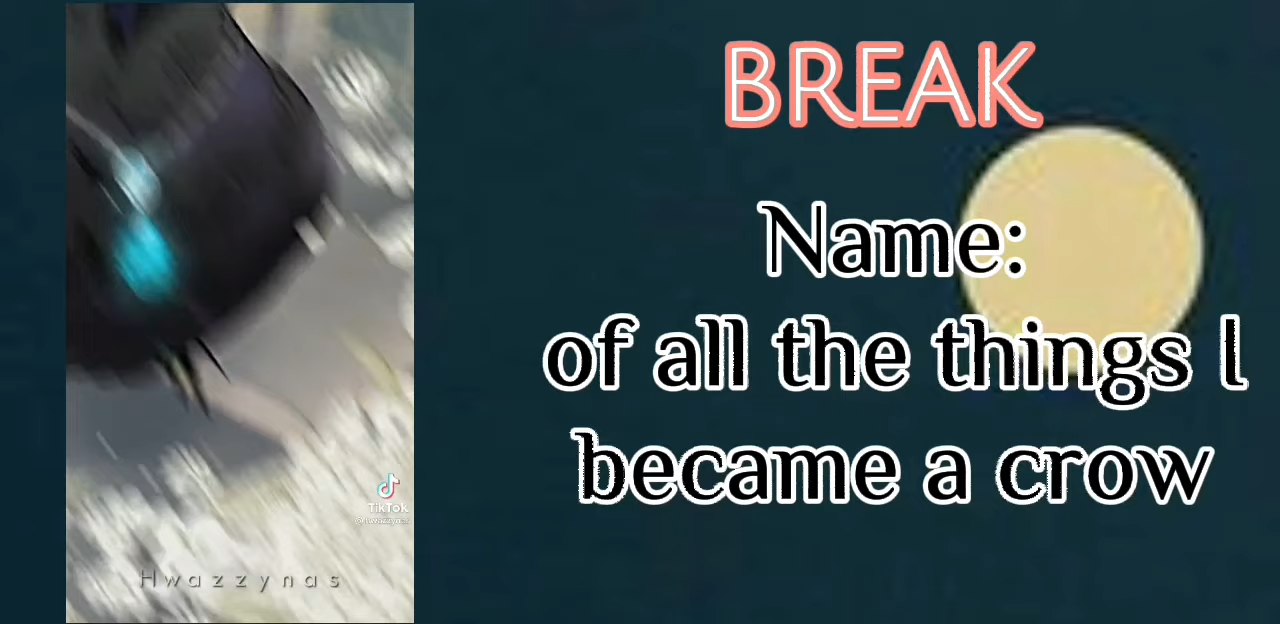 BREAK
Name:
of all the things I
became a crow
TikTok
Hwazzynas